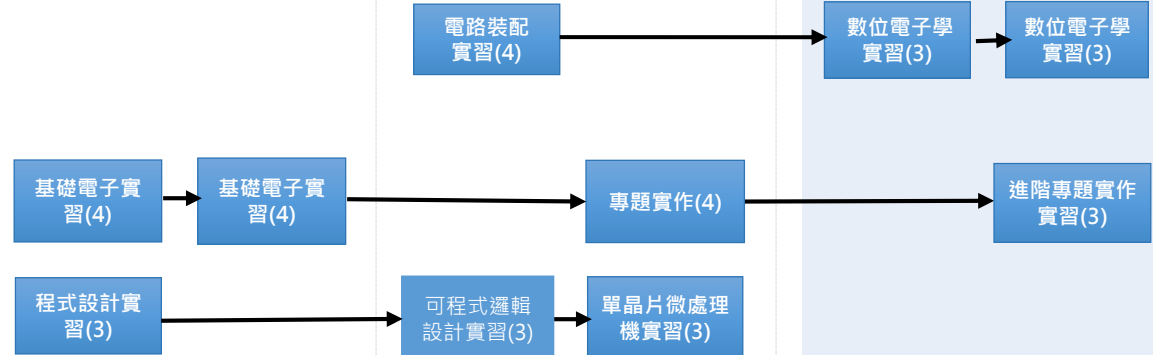 電路裝配
實習(4)
數位電子學
實習(3)
數位電子學
實習(3)
基礎電子實
習(4)
基礎電子實
習(4)
專題實作(4)
進階專題實作
實習(3)
程式設計實
習(3)
可程式邏輯
設計實習(3)
單晶片微處理
機實習(3)